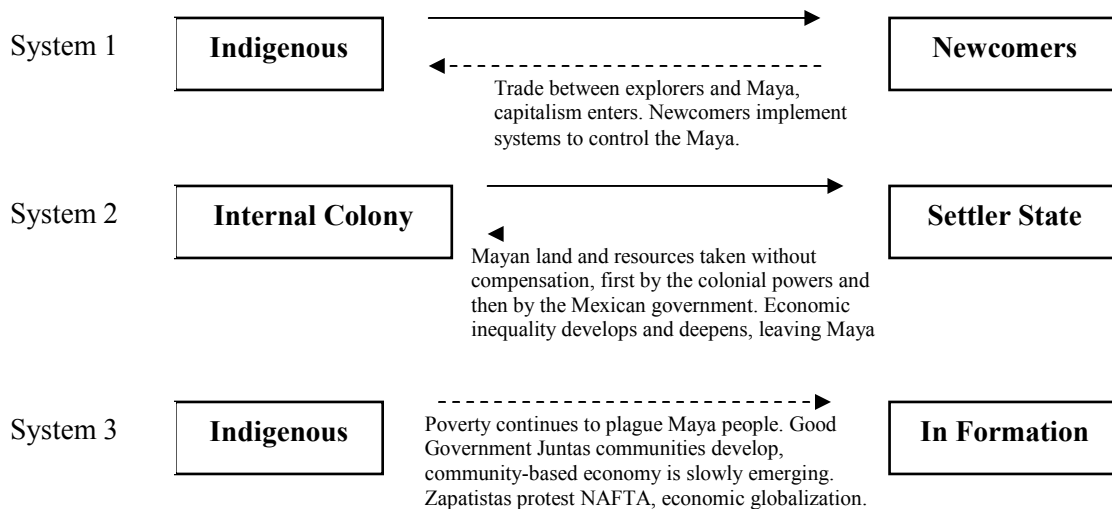 System 1
Indigenous
Newcomers
Trade between explorers and Maya,
capitalism enters. Newcomers implement
systems to control the Maya.
System 2
Internal Colony
Settler State
Mayan land and resources taken without
compensation, first by the colonial powers and
then by the Mexican government. Economic
inequality develops and deepens, leaving Maya
System 3
Indigenous
In Formation
Poverty continues to plague Maya people. Good
Government Juntas communities develop,
community-based economy is slowly emerging.
Zapatistas protest NAFTA, economic globalization.